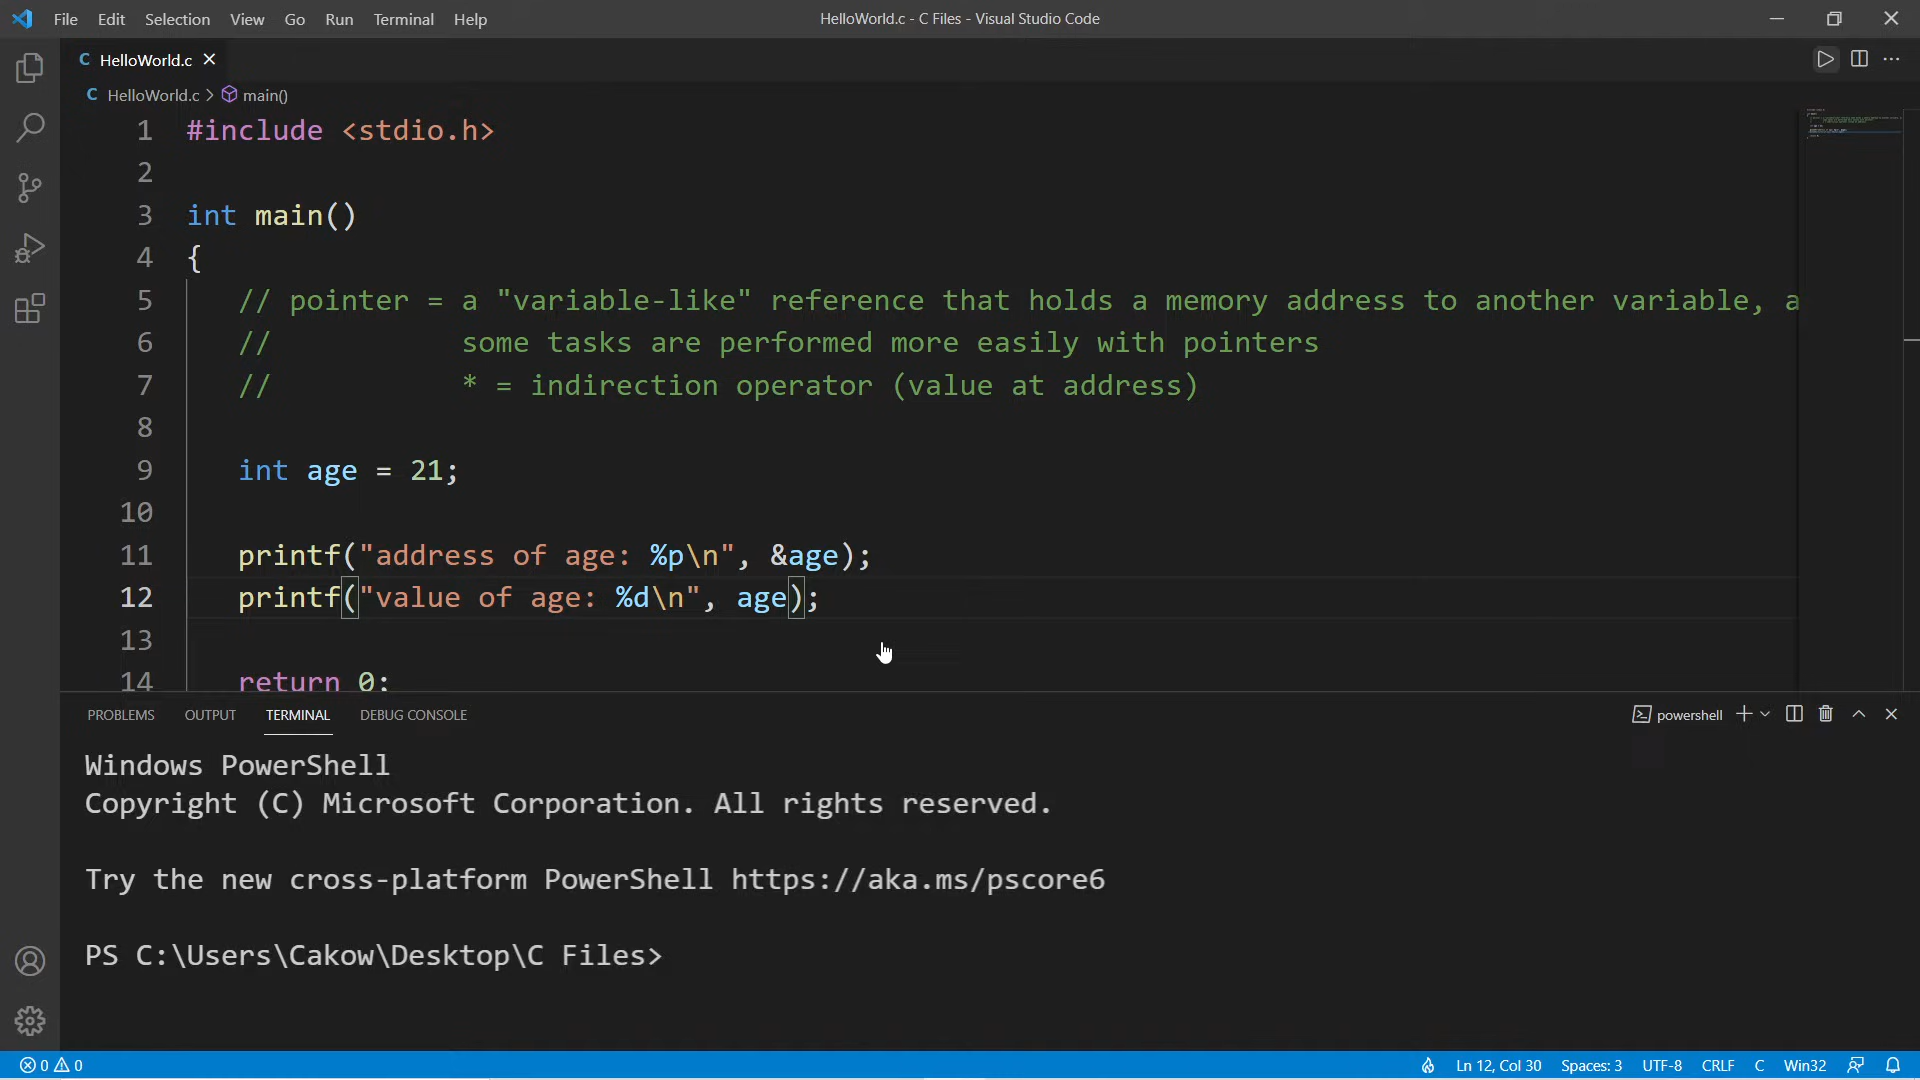 File Edit Selection View Go Run Terminal Help HelloWorld.c - C Files - Visual Studio Code
C HelloWorld.c
C HelloWorld.c > main()
1 #include <stdio.h>
2
3 int main()
4 {
5 // pointer = a "variable-like" reference that holds a memory address to another variable, a
6 // some tasks are performed more easily with pointers
7 // * = indirection operator (value at address)
8
9 int age = 21;
10
11 printf("address of age: %p\n", &age);
12 printf("value of age: %d\n", age);
13
14 return 0;
PROBLEMS OUTPUT TERMINAL DEBUG CONSOLE powershell
Windows PowerShell
Copyright (C) Microsoft Corporation. All rights reserved.
Try the new cross-platform PowerShell https://aka.ms/pscore6
PS C:\Users\Cakow\Desktop\C Files>
0 0 Ln 12, Col 30 Spaces: 3 UTF-8 CRLF C Win32